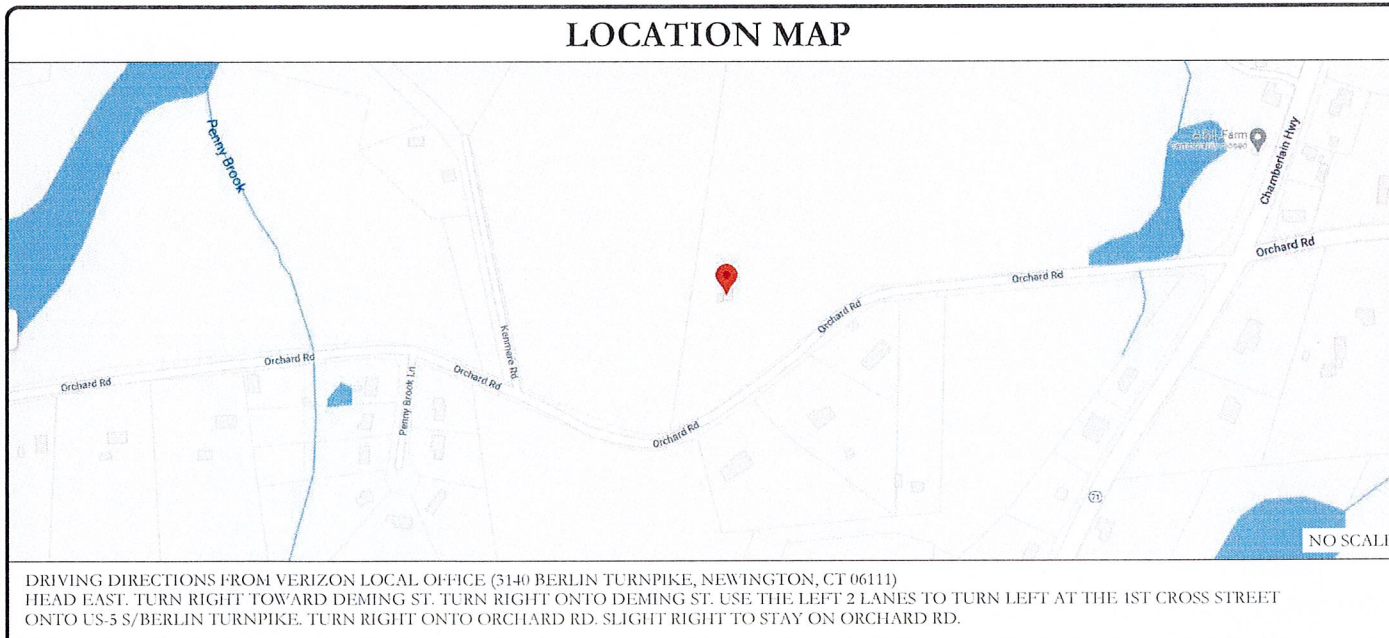 LOCATION MAP
Penny Brook
Farm
Chamberlain Hwy
Orchard Rd
Orchard Rd
Orchard Rd
Kenmere Rd
Orchard Rd
Orchard Rd
Orchard Rd
Penny Brook Ln
Orchard Rd
71
NO SCALE
DRIVING DIRECTIONS FROM VERIZON LOCAL OFFICE (3140 BERLIN TURNPIKE, NEWINGTON, CT 06111)
HEAD EAST. TURN RIGHT TOWARD DEMING ST. TURN RIGHT ONTO DEMING ST. USE THE LEFT 2 LANES TO TURN LEFT AT THE 1ST CROSS STREET
ONTO US-5 S/BERLIN TURNPIKE. TURN RIGHT ONTO ORCHARD RD. SLIGHT RIGHT TO STAY ON ORCHARD RD.